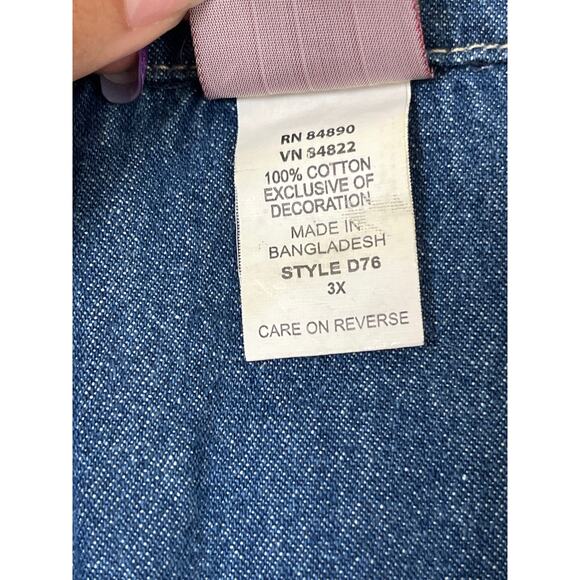 RN 84890
VN 84822
100% COTTON
EXCLUSIVE OF
DECORATION
MADE IN
BANGLADESH
STYLE D76
3X
CARE ON REVERSE